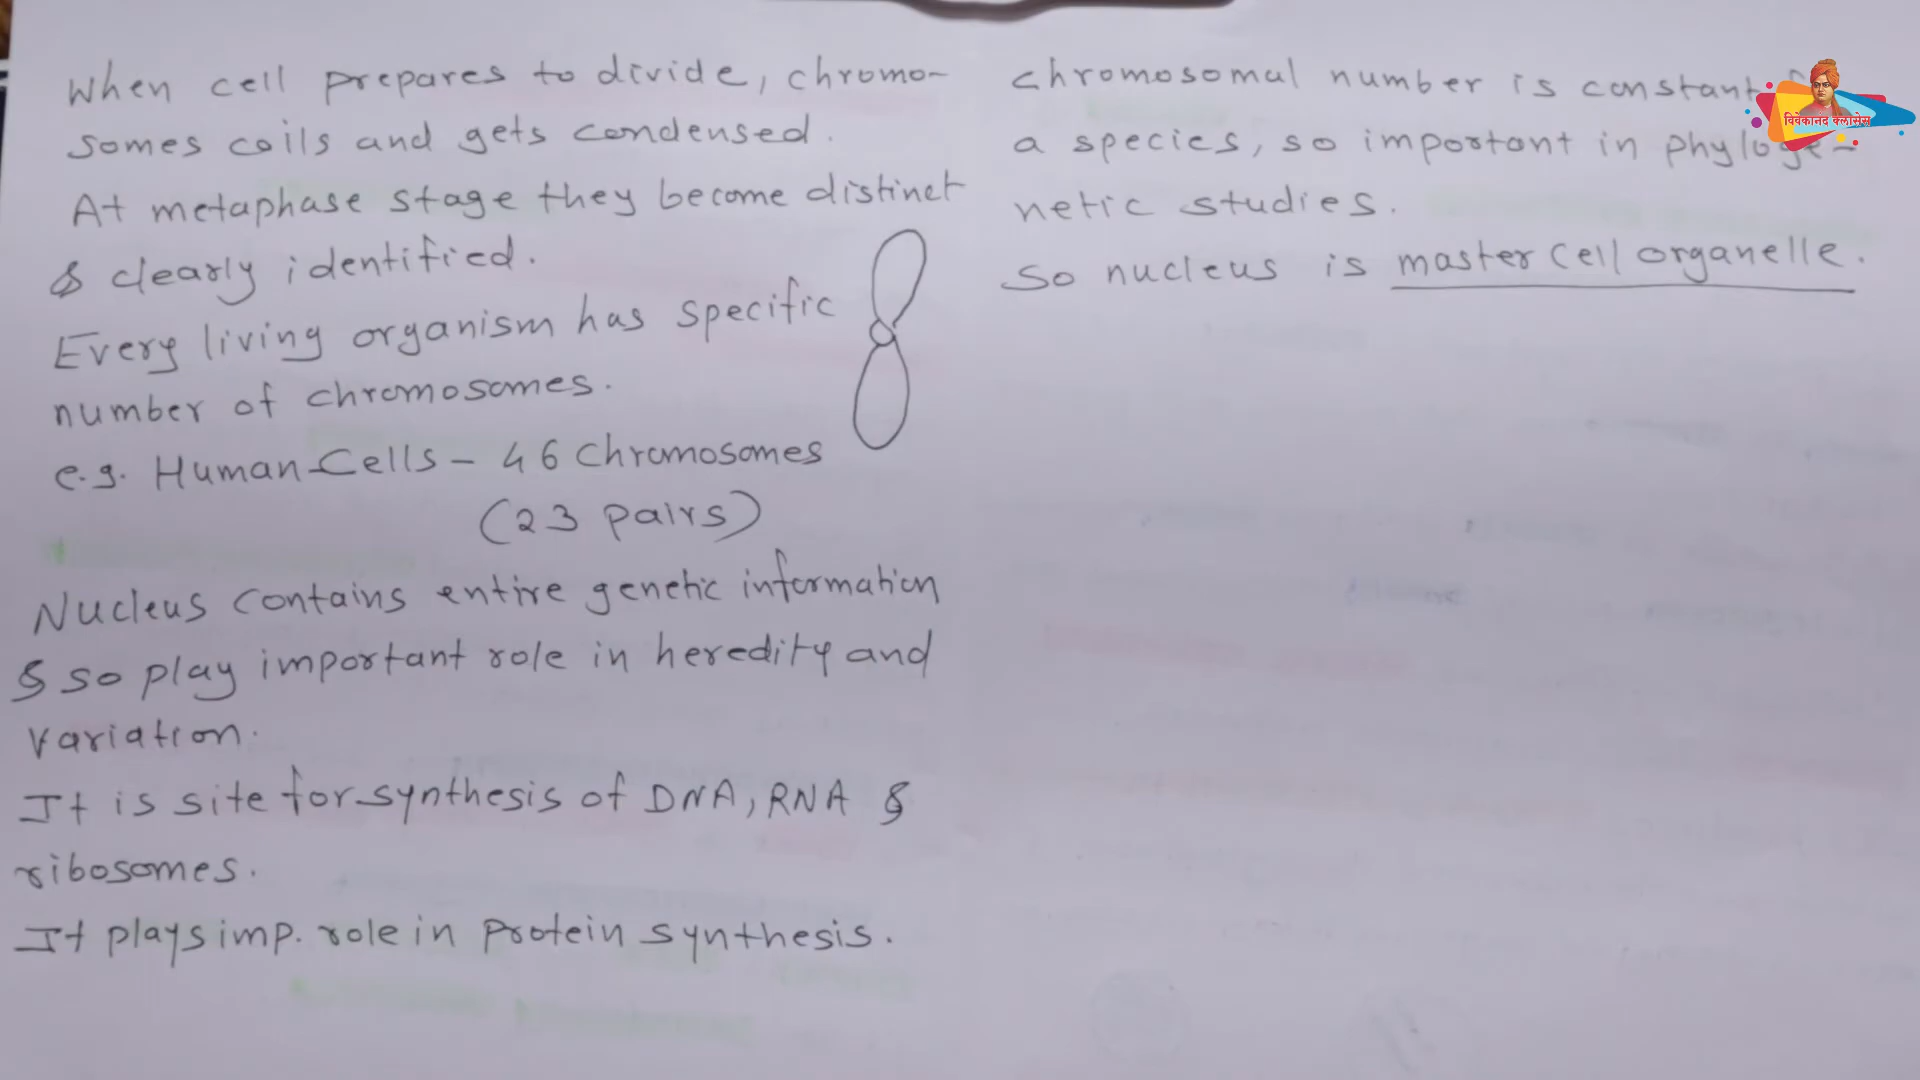 When cell prepares to divide, chromo-
somes coils and gets condensed.
At metaphase stage they become distinct
& clearly identified.
Every living organism has specific
number of chromosomes.
e.g. Human Cells - 46 Chromosomes
(23 pairs)
Nucleus contains entire genetic information
& so play important role in heredity and
variation.
It is site for synthesis of DNA, RNA &
ribosomes.
It plays imp. role in protein synthesis.
chromosomal number is constant
a species, so important in phyloge-
netic studies.
So nucleus is master cell organelle.
विवेकानंद क्लासेस